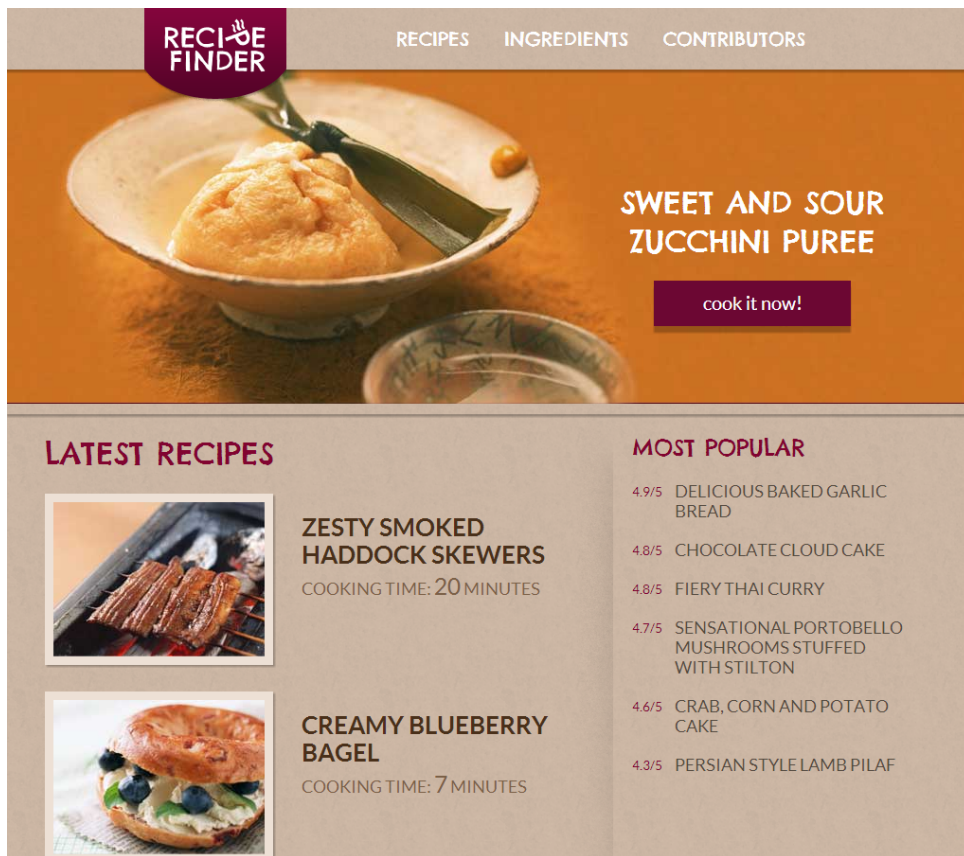 RECIPE
FINDER
RECIPES INGREDIENTS CONTRIBUTORS
SWEET AND SOUR
ZUCCHINI PUREE
cook it now!
LATEST RECIPES
ZESTY SMOKED
HADDOCK SKEWERS
COOKING TIME: 20 MINUTES
CREAMY BLUEBERRY
BAGEL
COOKING TIME: 7 MINUTES
MOST POPULAR
4.9/5 DELICIOUS BAKED GARLIC
BREAD
4.8/5 CHOCOLATE CLOUD CAKE
4.8/5 FIERY THAI CURRY
4.7/5 SENSATIONAL PORTOBELLO
MUSHROOMS STUFFED
WITH STILTON
4.6/5 CRAB, CORN AND POTATO
CAKE
4.3/5 PERSIAN STYLE LAMB PILAF